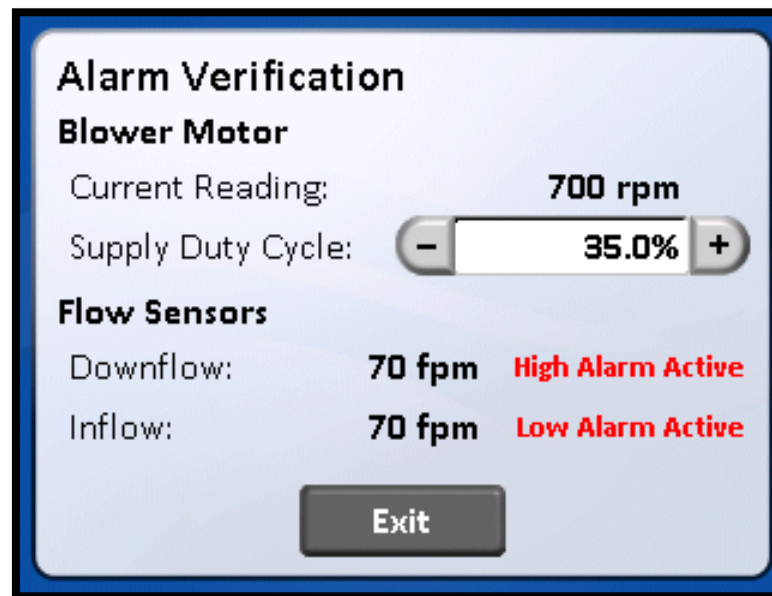 Alarm Verification
Blower Motor
Current Reading: 700 rpm
Supply Duty Cycle: - 35.0% +
Flow Sensors
Downflow: 70 fpm High Alarm Active
Inflow: 70 fpm Low Alarm Active
Exit